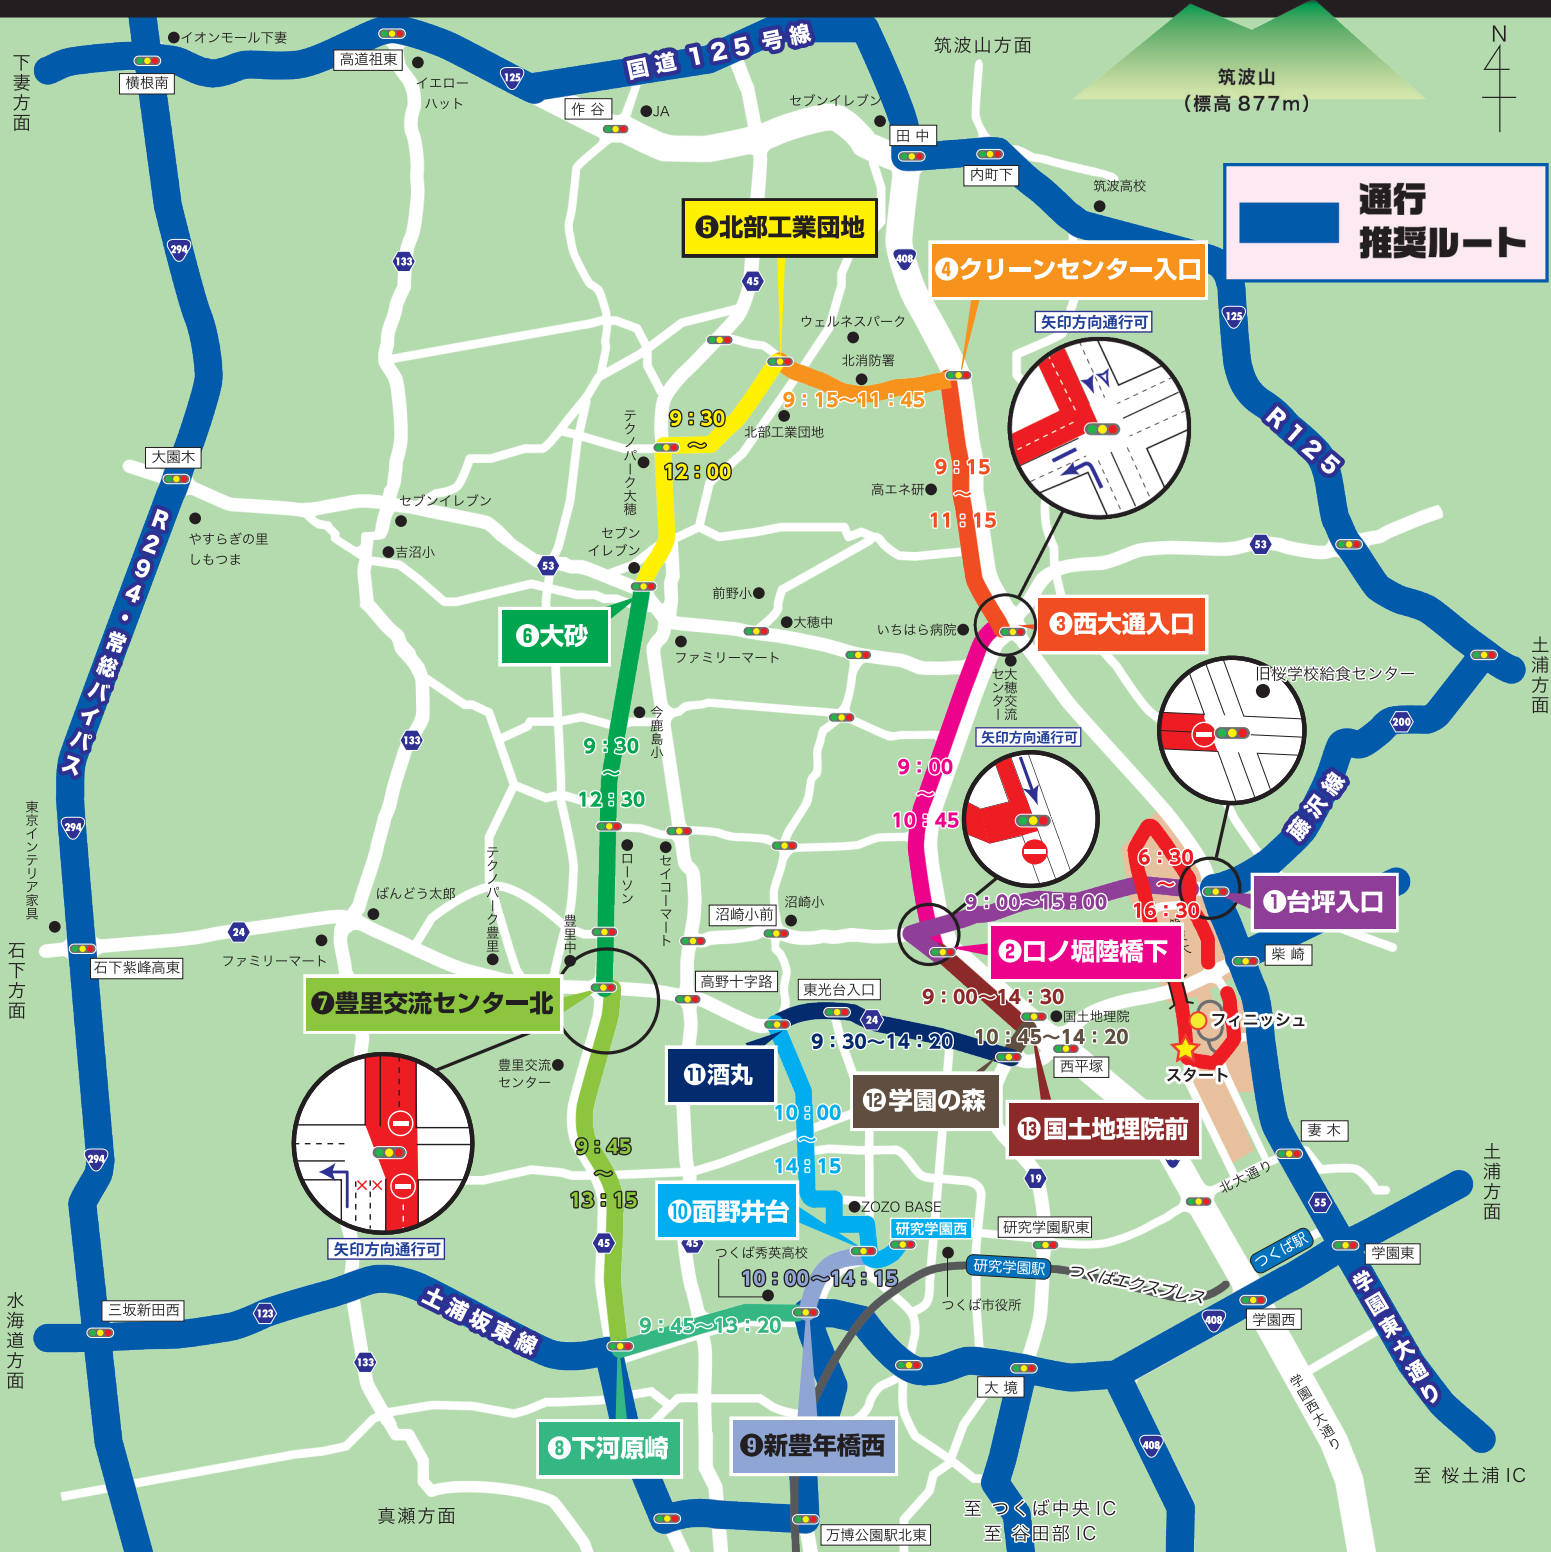 筑波山方面
N
下妻方面
イオンモール下妻
横根南
高道祖東
イエロー
ハット
125
国道125号線
作谷
JA
セブンイレブン
田中
内町下
筑波高校
筑波山
（標高877m）
通行
推奨ルート
294
133
❺北部工業団地
45
408
❹クリーンセンター入口
125
矢印方向通行可
ウェルネスパーク
北消防署
9：15〜11：45
北部工業団地
9：30
〜
12：00
テクノパーク大穂
R125
大園木
やすらぎの里
しもつま
セブンイレブン
吉沼小
53
セブン
イレブン
高エネ研
9：15
〜
11：15
53
R294・常総バイパス
前野小
大穂中
❻大砂
ファミリーマート
いちはら病院
❸西大通入口
大穂交流
センター
旧桜学校給食センター
土浦方面
200
133
今鹿島小
9：30
〜
12：30
矢印方向通行可
9：00
〜
10：45
藤沢線
294
東京インテリア家具
ローソン
セイコーマート
テクノパーク豊里
豊里中
ばんどう太郎
24
ファミリーマート
石下方面
石下紫峰高東
沼崎小前
沼崎小
6：30
〜
16：30
9：00〜15：00
❶台坪入口
❷口ノ堀陸橋下
柴崎
❼豊里交流センター北
高野十字路
東光台入口
24
9：30〜14：20
9：00〜14：30
国土地理院
10：45〜14：20
西平塚
フィニッシュ
スタート
豊里交流
センター
⓫酒丸
⓬学園の森
⓭国土地理院前
10：00
〜
14：15
9：45
〜
13：15
294
妻木
北大通り
19
55
土浦方面
矢印方向通行可
❿面野井台
ZOZO BASE
研究学園西
研究学園駅東
45
45
つくば秀英高校
10：00〜14：15
研究学園駅
つくばエクスプレス
つくば市役所
つくば駅
学園東
学園西
408
水海道方面
三坂新田西
123
土浦坂東線
133
9：45〜13：20
大境
学園東大通り
学園西大通り
408
❽下河原崎
❾新豊年橋西
真瀬方面
万博公園駅北東
至 つくば中央IC
至 谷田部IC
至 桜土浦IC